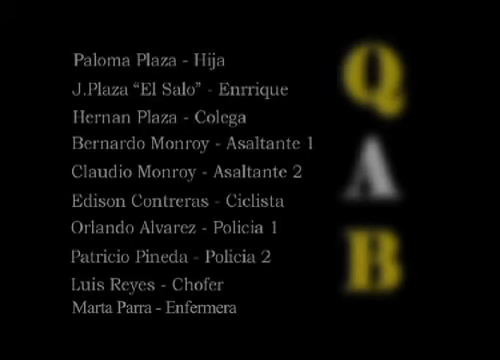 Paloma Plaza - Hija
J.Plaza “El Salo” - Enrrique
Hernan Plaza - Colega
Bernardo Monroy - Asaltante 1
Claudio Monroy - Asaltante 2
Edison Contreras - Ciclista
Orlando Alvarez - Policia 1
Patricio Pineda - Policia 2
Luis Reyes - Chofer
Marta Parra - Enfermera
Q
A
B